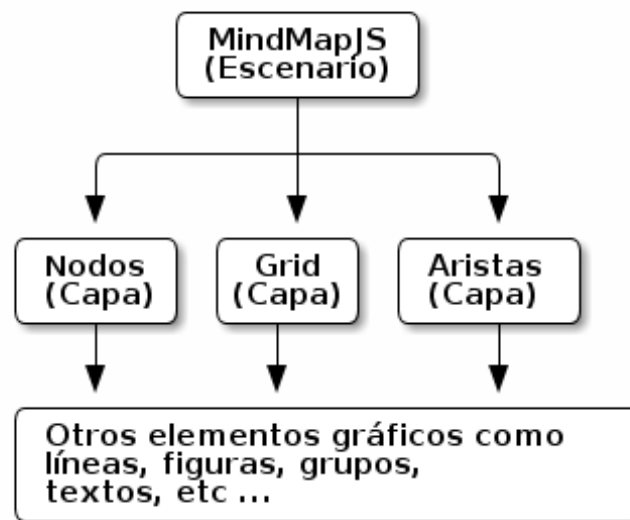 MindMapJS
(Escenario)
Nodos
(Capa)
Grid
(Capa)
Aristas
(Capa)
Otros elementos gráficos como
líneas, figuras, grupos,
textos, etc ...